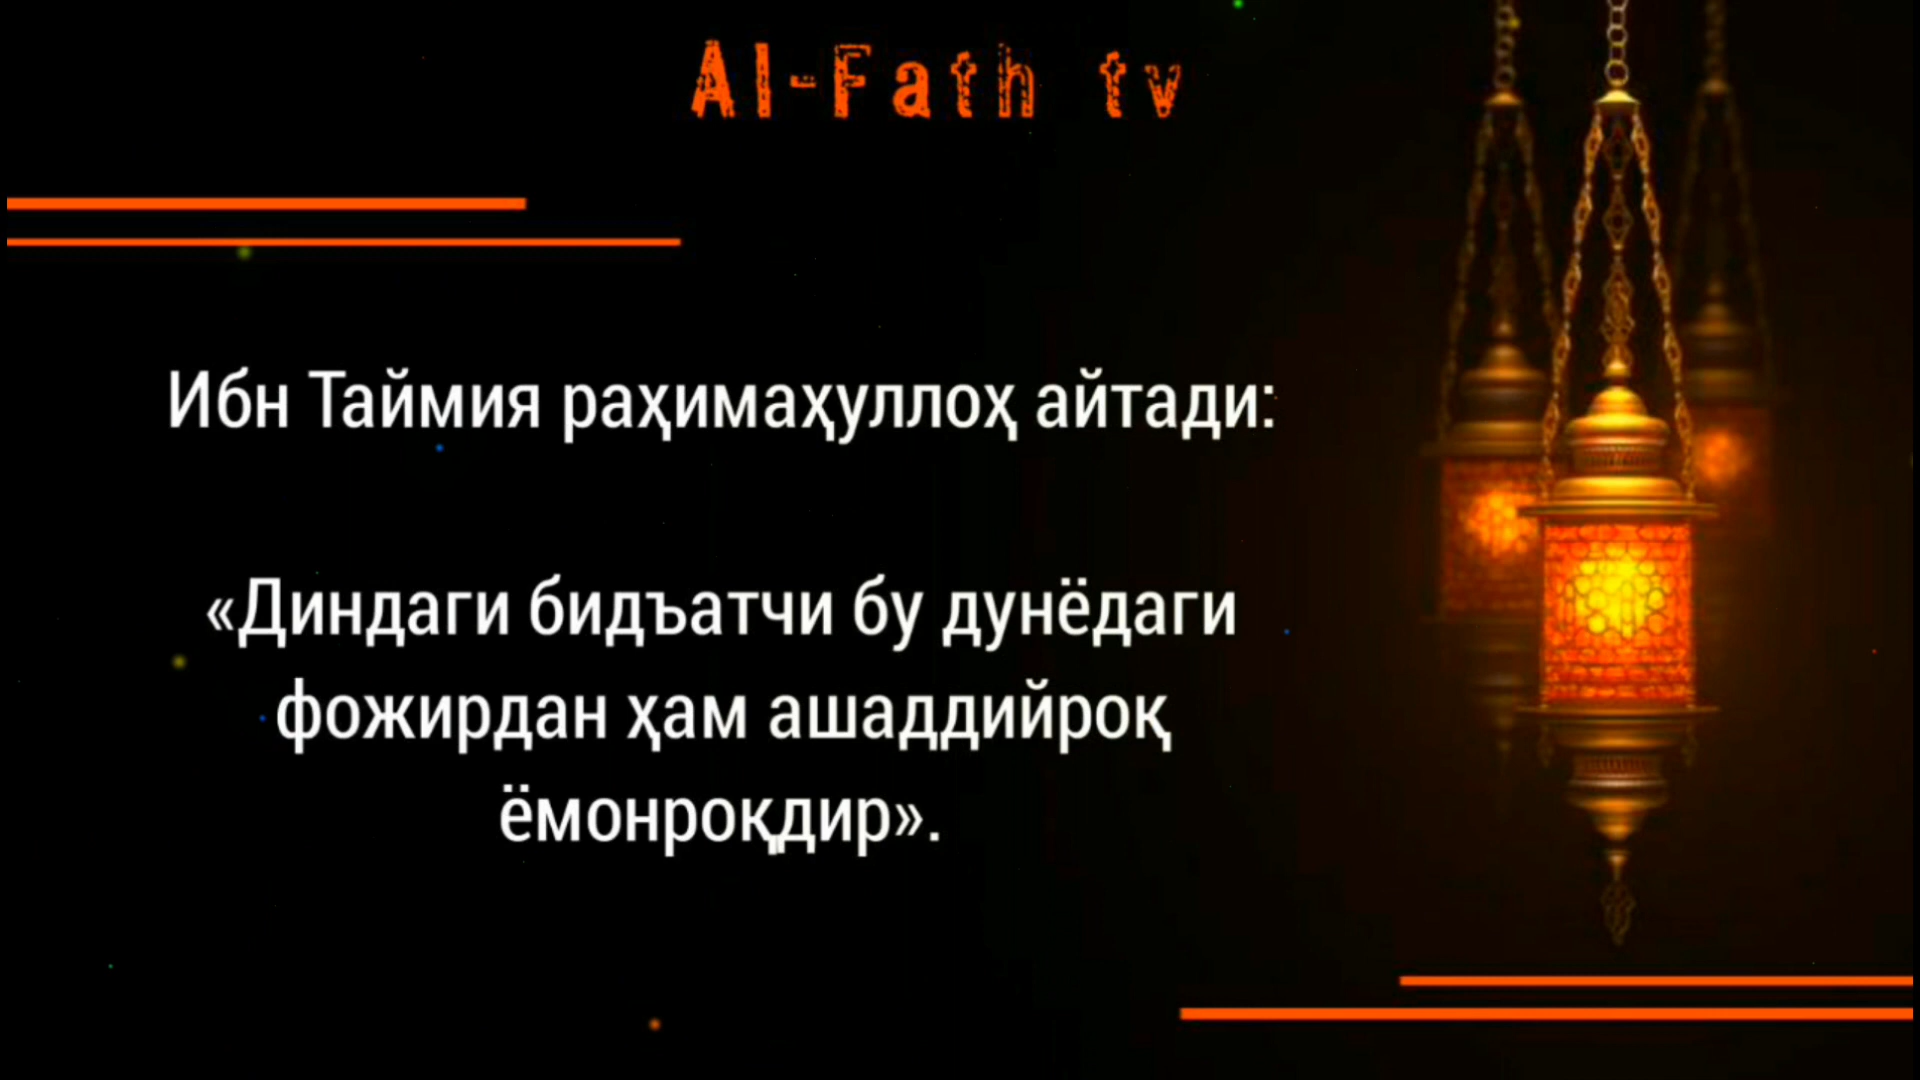 Al-Fath tv
Ибн Таймия раҳимаҳуллоҳ айтади:
«Диндаги бидъатчи бу дунёдаги
фожирдан ҳам ашаддийроқ
ёмонроқдир».